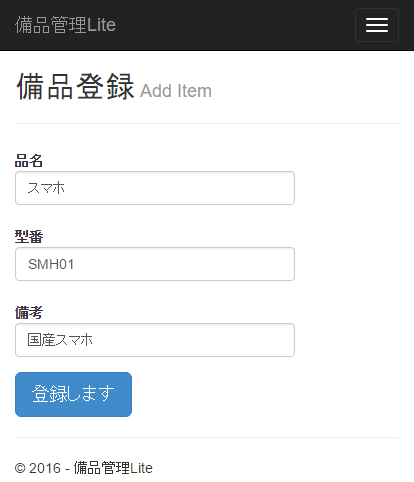 備品管理Lite
備品登録 Add Item
品名
スマホ
型番
SMH01
備考
国産スマホ
登録します
© 2016 - 備品管理Lite